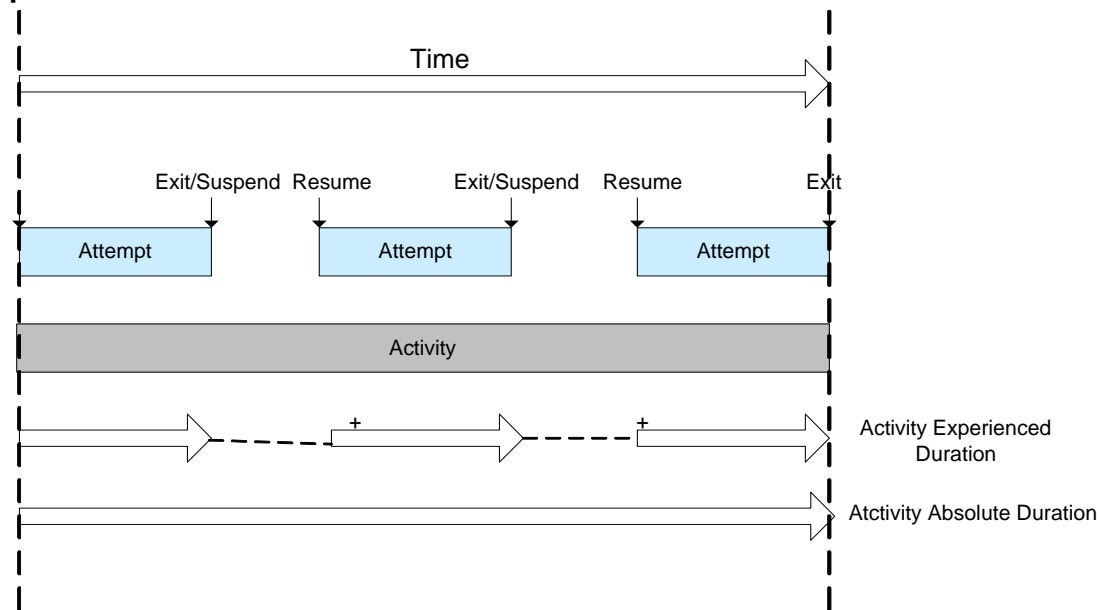 Time
Exit/Suspend Resume Exit/Suspend Resume Exit
Attempt Attempt Attempt
Activity
+ +
Activity Experienced
Duration
Atctivity Absolute Duration